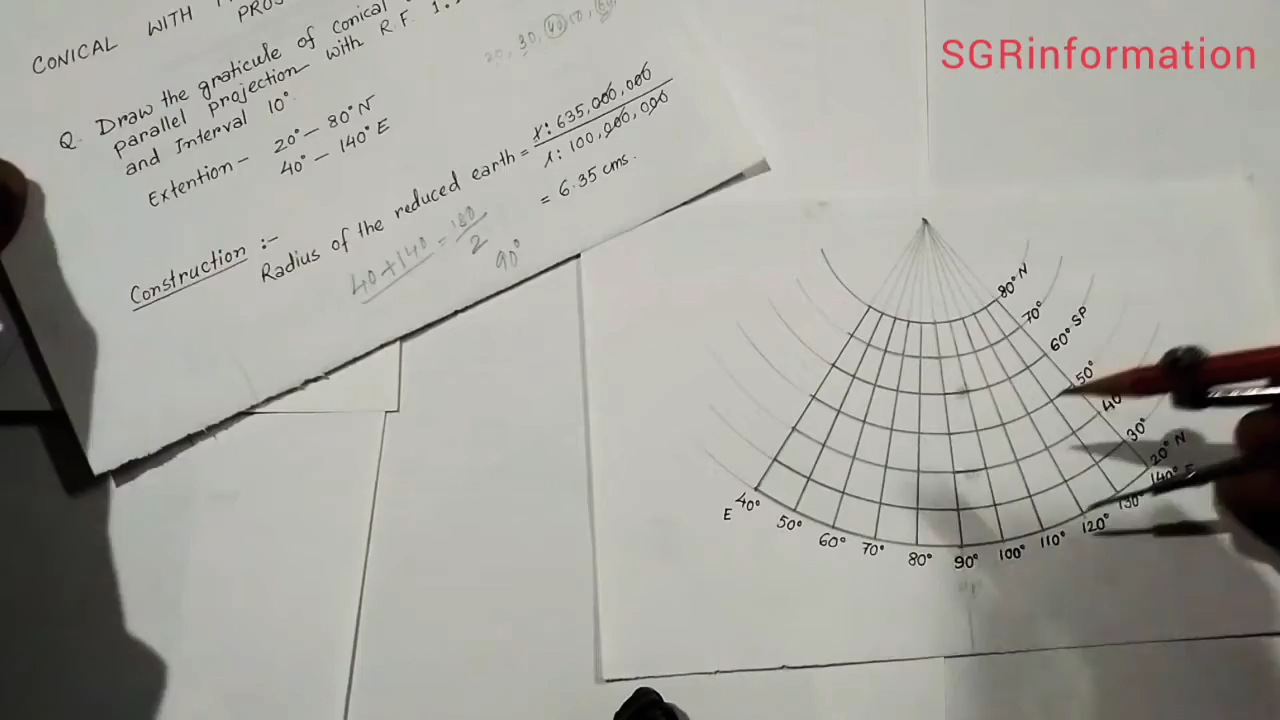 SGRinformation
CONICAL WITH
Q. Draw the graticule of conical
parallel projection with R.F. 1:
and Interval 10°.
Extention - 20° - 80° N
40° - 140° E
20, 30, 40, 50, 60,
Construction :-
Radius of the reduced earth = 1: 635,000,000
1: 100,000,000
= 6.35 cms.
40 + 140 = 180
2
90°
80° N
70°
60° SP
50°
40
30°
20° N
140° E
130°
120°
110°
100°
90°
80°
70°
60°
50°
40°
E